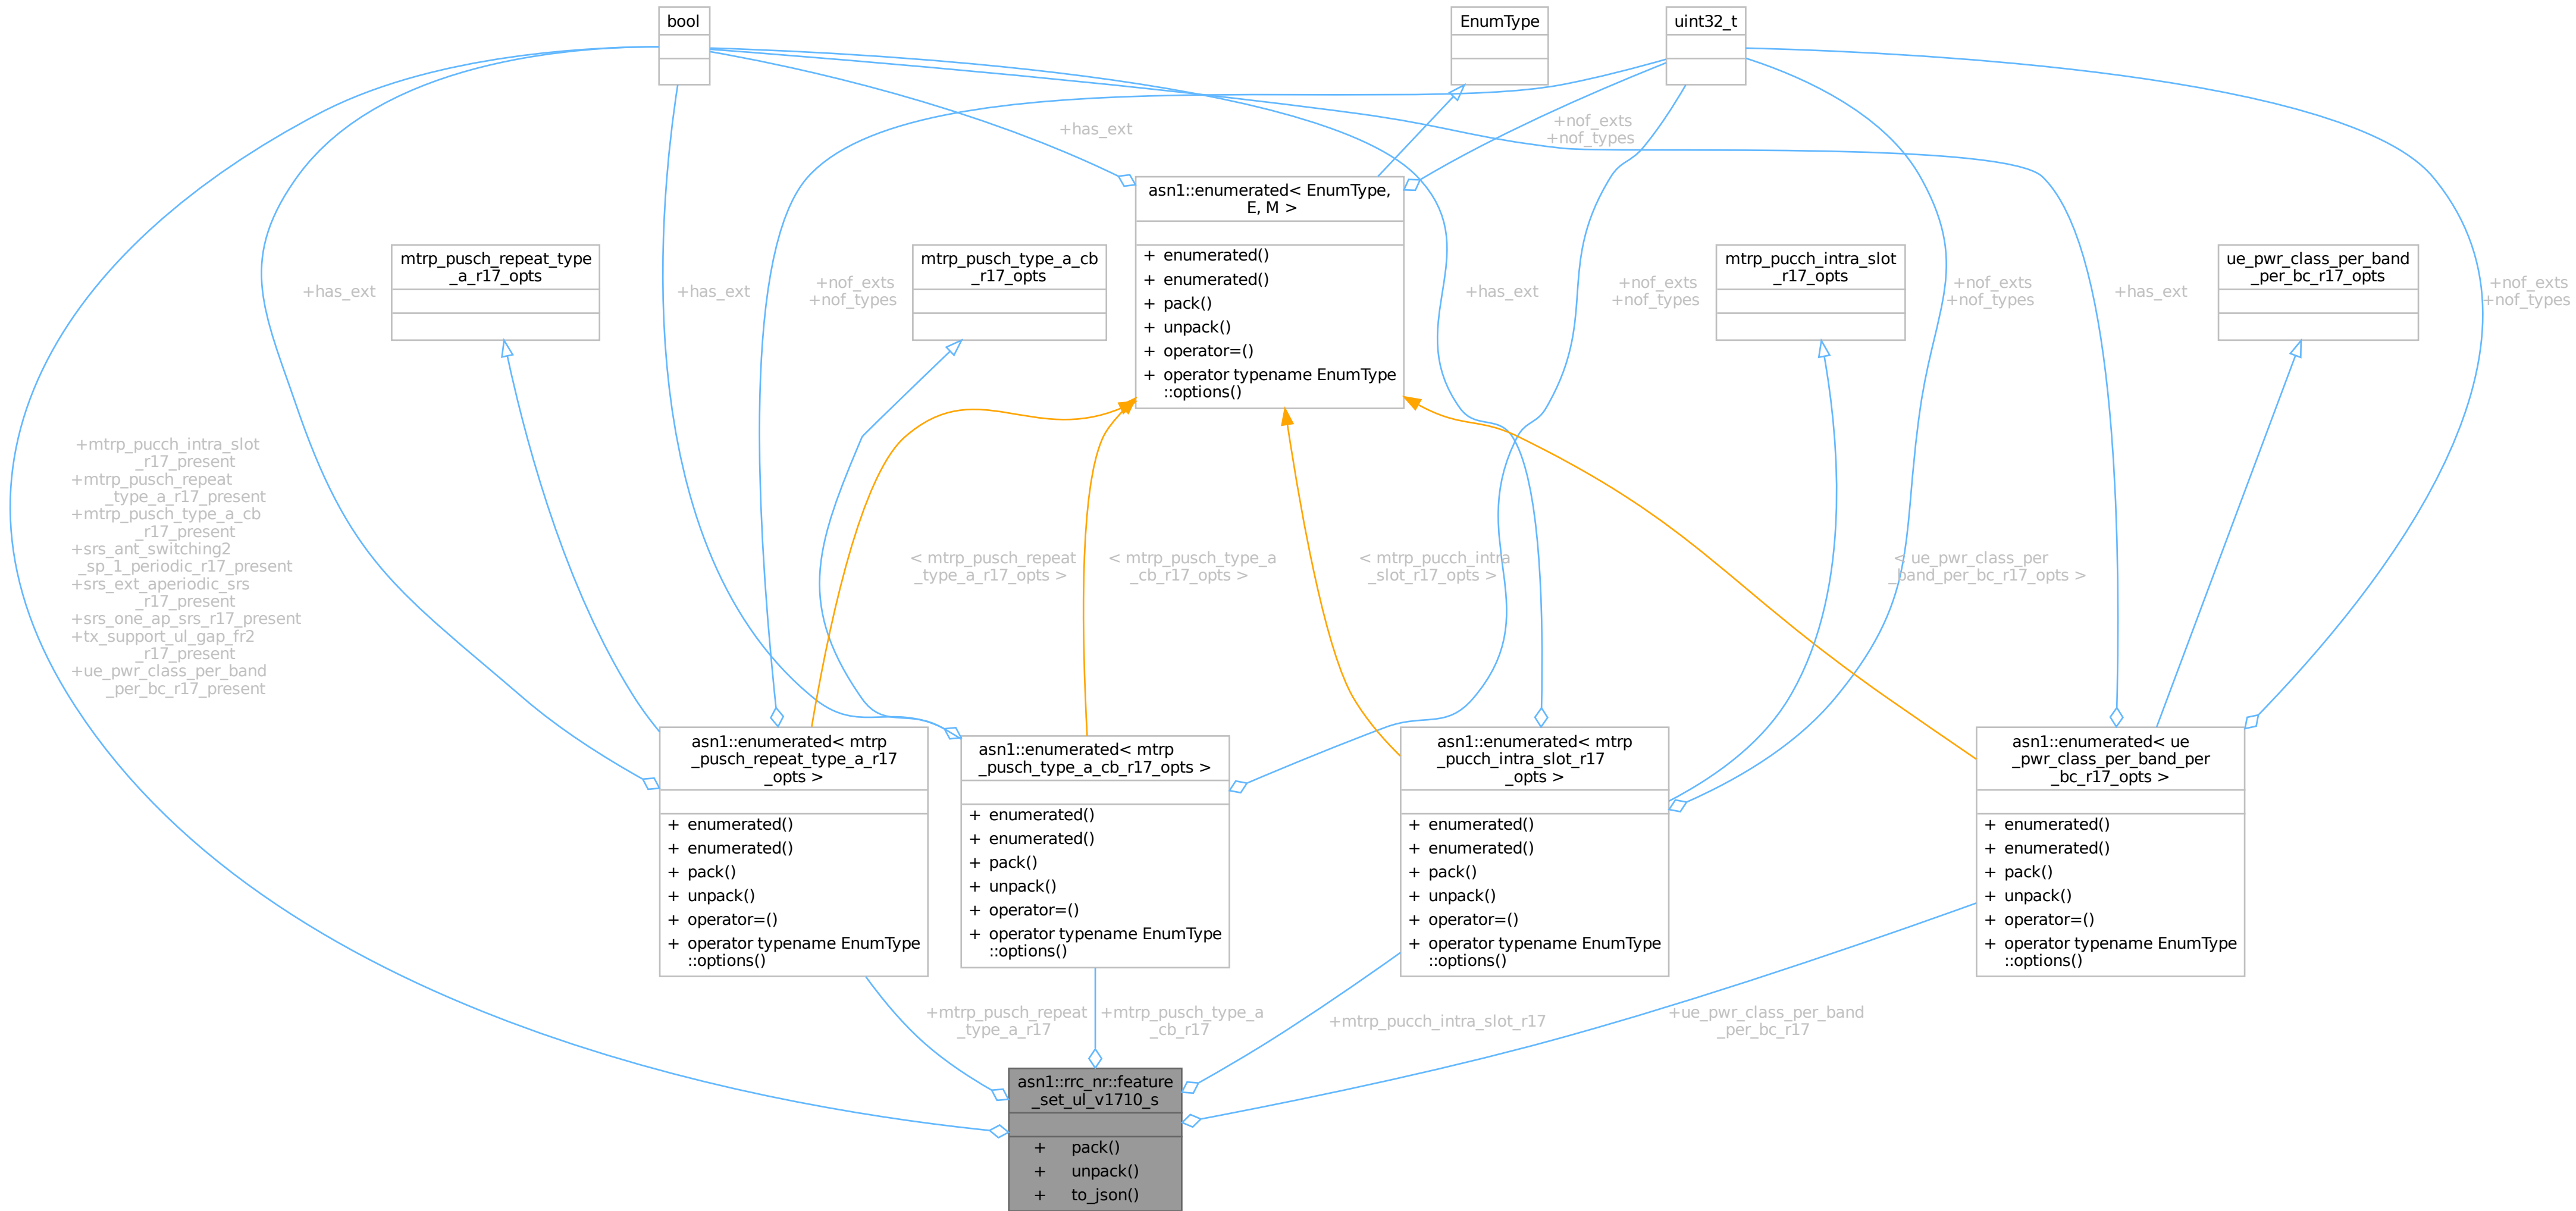 bool
EnumType
uint32_t
+has_ext
+nof_exts
+nof_types
asn1::enumerated< EnumType,
E, M >
+ enumerated()
+ enumerated()
+ pack()
+ unpack()
+ operator=()
+ operator typename EnumType
::options()
mtrp_pusch_repeat_type
_a_r17_opts
mtrp_pusch_type_a_cb
_r17_opts
mtrp_pucch_intra_slot
_r17_opts
ue_pwr_class_per_band
_per_bc_r17_opts
+has_ext
+has_ext
+nof_exts
+nof_types
+has_ext
+nof_exts
+nof_types
+nof_exts
+nof_types
+has_ext
+nof_exts
+nof_types
+mtrp_pucch_intra_slot
_r17_present
+mtrp_pusch_repeat
_type_a_r17_present
+mtrp_pusch_type_a_cb
_r17_present
+srs_ant_switching2
_sp_1_periodic_r17_present
+srs_ext_aperiodic_srs
_r17_present
+srs_one_ap_srs_r17_present
+tx_support_ul_gap_fr2
_r17_present
+ue_pwr_class_per_band
_per_bc_r17_present
< mtrp_pusch_repeat
_type_a_r17_opts >
< mtrp_pusch_type_a
_cb_r17_opts >
< mtrp_pucch_intra
_slot_r17_opts >
< ue_pwr_class_per
_band_per_bc_r17_opts >
asn1::enumerated< mtrp
_pusch_repeat_type_a_r17
_opts >
+ enumerated()
+ enumerated()
+ pack()
+ unpack()
+ operator=()
+ operator typename EnumType
::options()
asn1::enumerated< mtrp
_pusch_type_a_cb_r17_opts >
+ enumerated()
+ enumerated()
+ pack()
+ unpack()
+ operator=()
+ operator typename EnumType
::options()
asn1::enumerated< mtrp
_pucch_intra_slot_r17
_opts >
+ enumerated()
+ enumerated()
+ pack()
+ unpack()
+ operator=()
+ operator typename EnumType
::options()
asn1::enumerated< ue
_pwr_class_per_band_per
_bc_r17_opts >
+ enumerated()
+ enumerated()
+ pack()
+ unpack()
+ operator=()
+ operator typename EnumType
::options()
+mtrp_pusch_repeat
_type_a_r17
+mtrp_pusch_type_a
_cb_r17
+mtrp_pucch_intra_slot_r17
+ue_pwr_class_per_band
_per_bc_r17
asn1::rrc_nr::feature
_set_ul_v1710_s
+ pack()
+ unpack()
+ to_json()